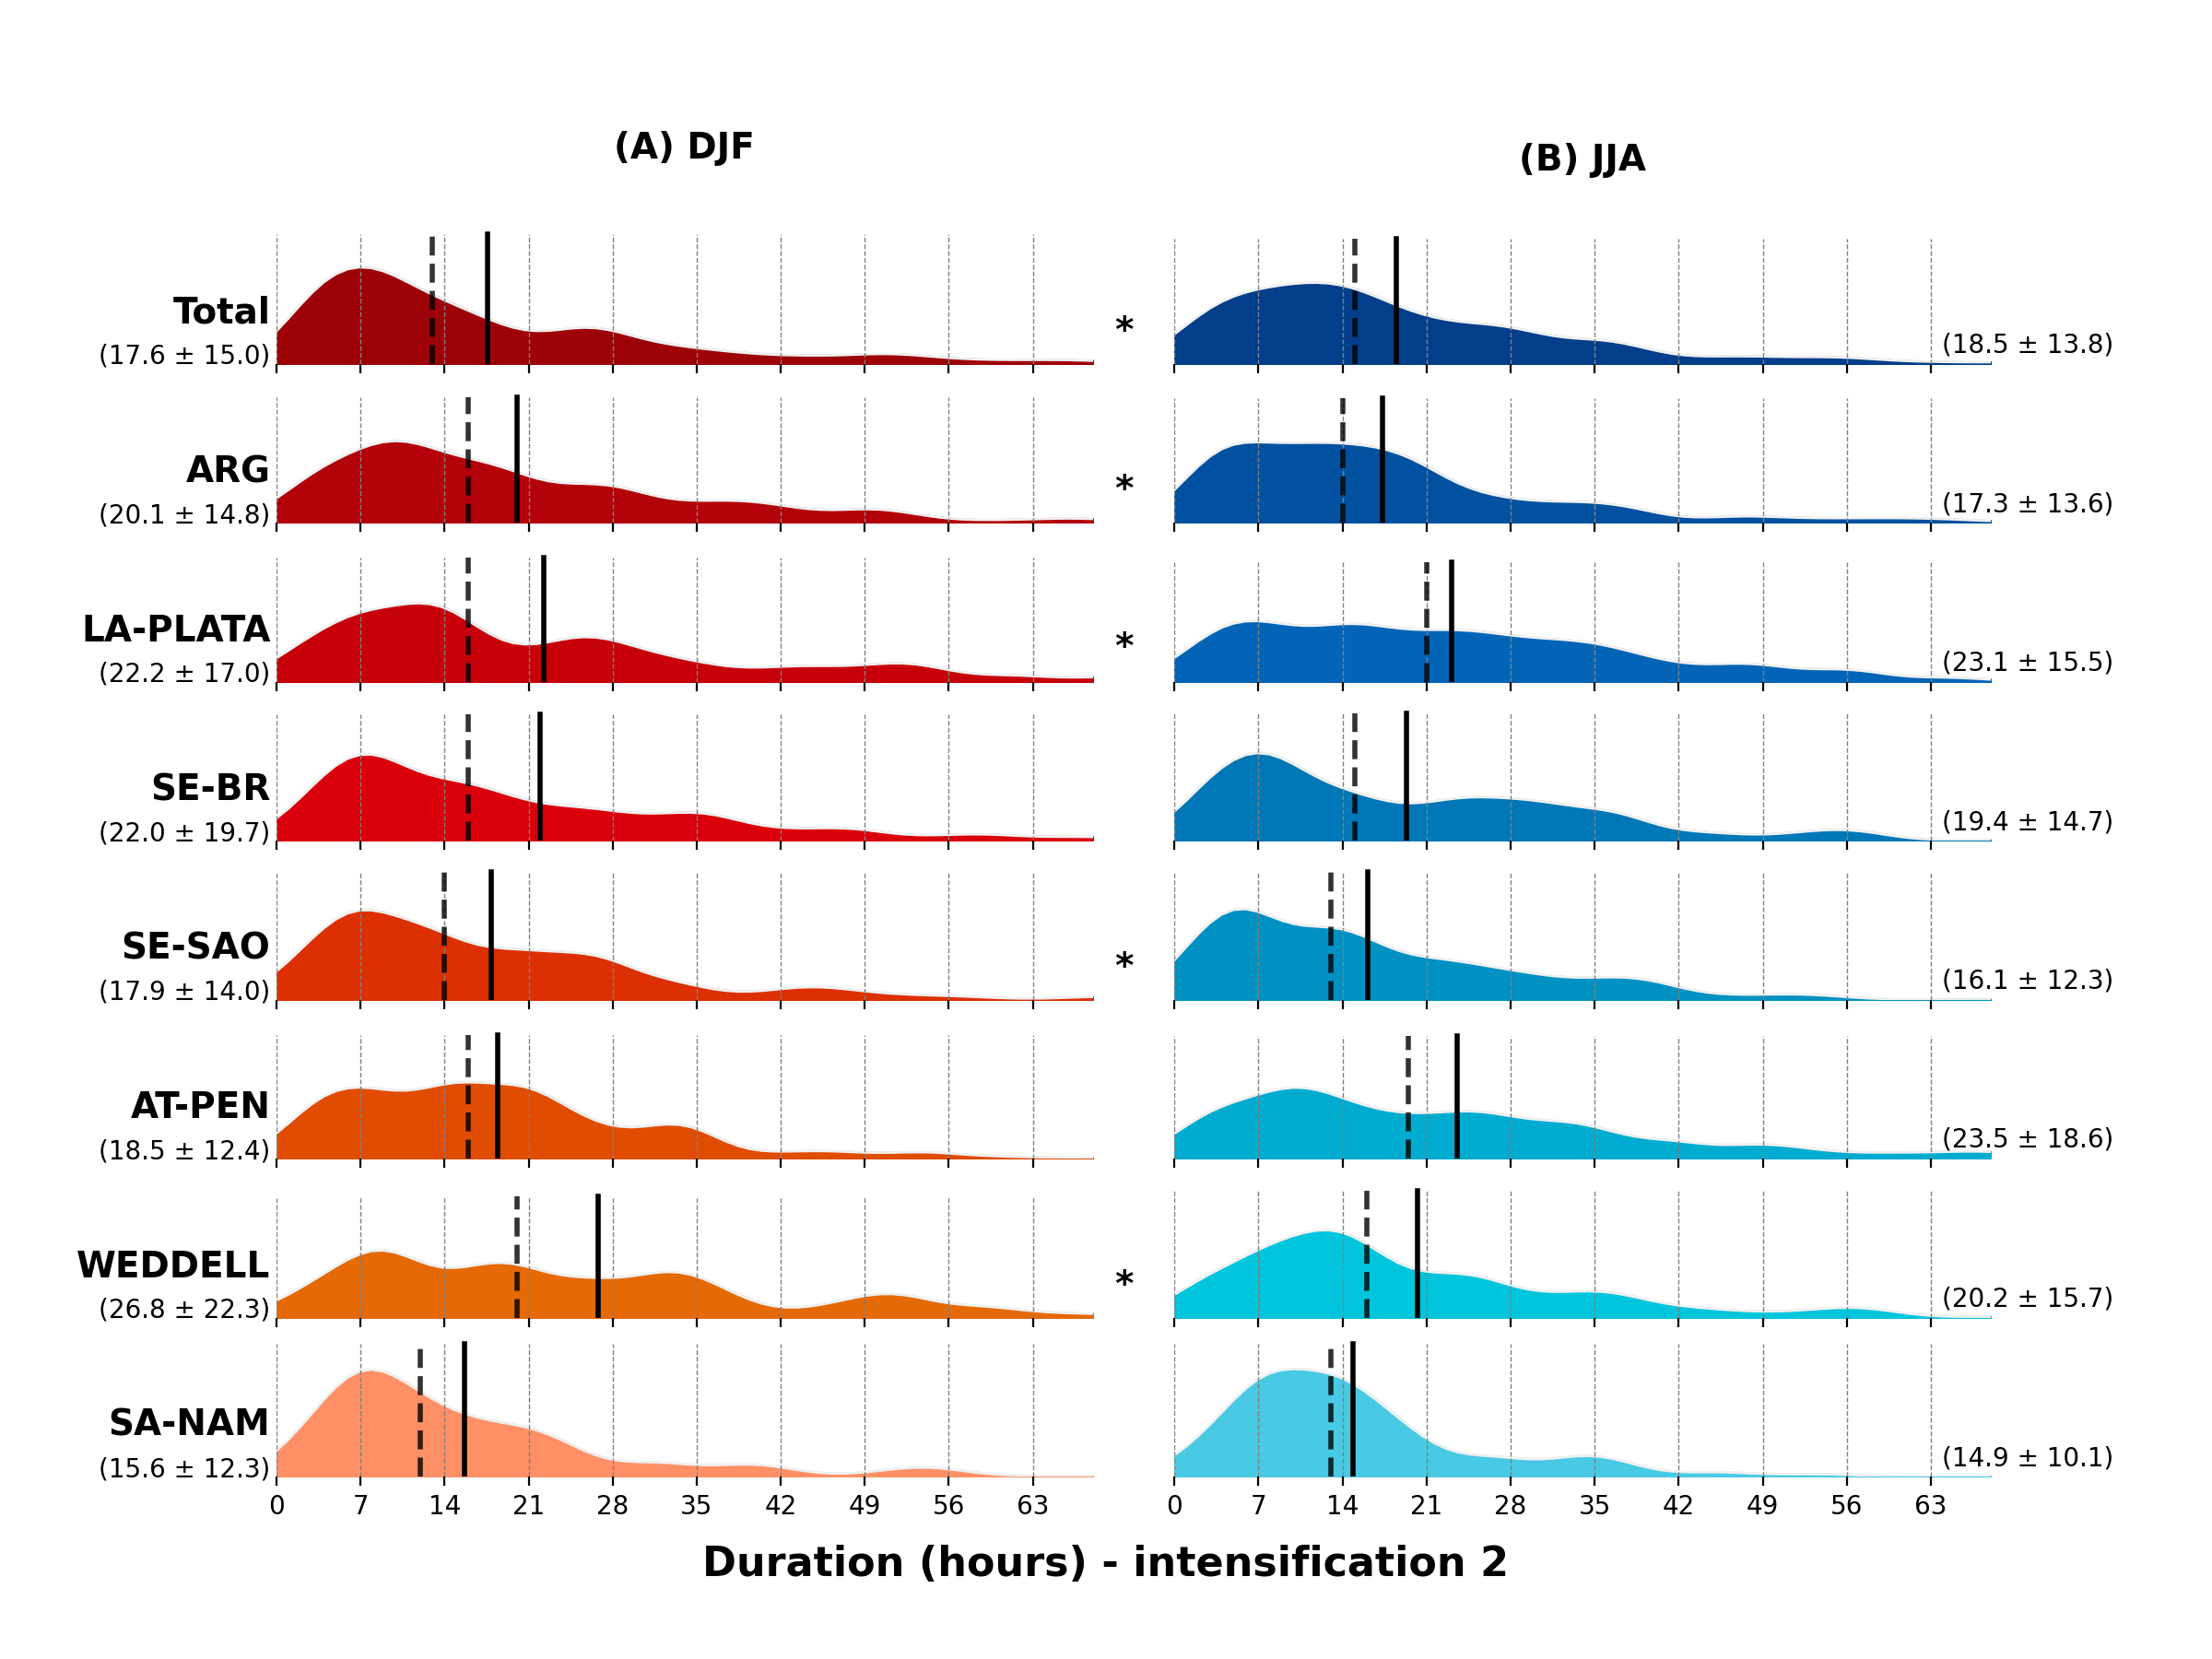 (A) DJF
(B) JJA
Total
(17.6 ± 15.0)
*
(18.5 ± 13.8)
ARG
(20.1 ± 14.8)
*
(17.3 ± 13.6)
LA-PLATA
(22.2 ± 17.0)
*
(23.1 ± 15.5)
SE-BR
(22.0 ± 19.7)
(19.4 ± 14.7)
SE-SAO
(17.9 ± 14.0)
*
(16.1 ± 12.3)
AT-PEN
(18.5 ± 12.4)
(23.5 ± 18.6)
WEDDELL
(26.8 ± 22.3)
*
(20.2 ± 15.7)
SA-NAM
(15.6 ± 12.3)
(14.9 ± 10.1)
0 7 14 21 28 35 42 49 56 63
0 7 14 21 28 35 42 49 56 63
Duration (hours) - intensification 2